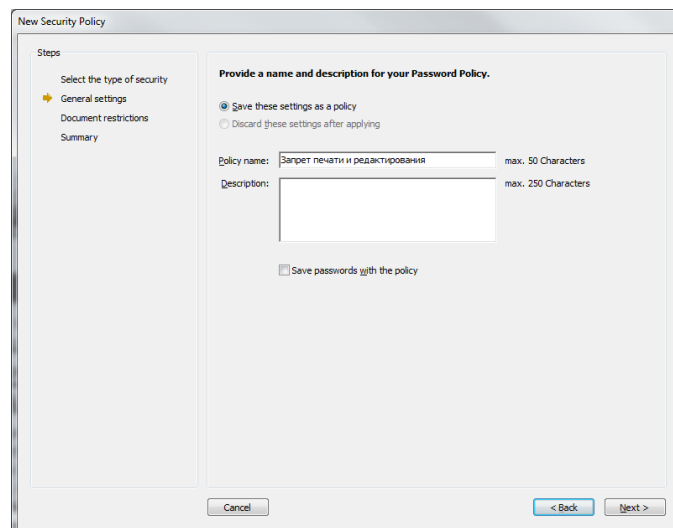 New Security Policy
Steps
Select the type of security
General settings
Document restrictions
Summary
Provide a name and description for your Password Policy.
Save these settings as a policy
Discard these settings after applying
Policy name: Запрет печати и редактирования max. 50 Characters
Description: max. 250 Characters
Save passwords with the policy
Cancel < Back Next >